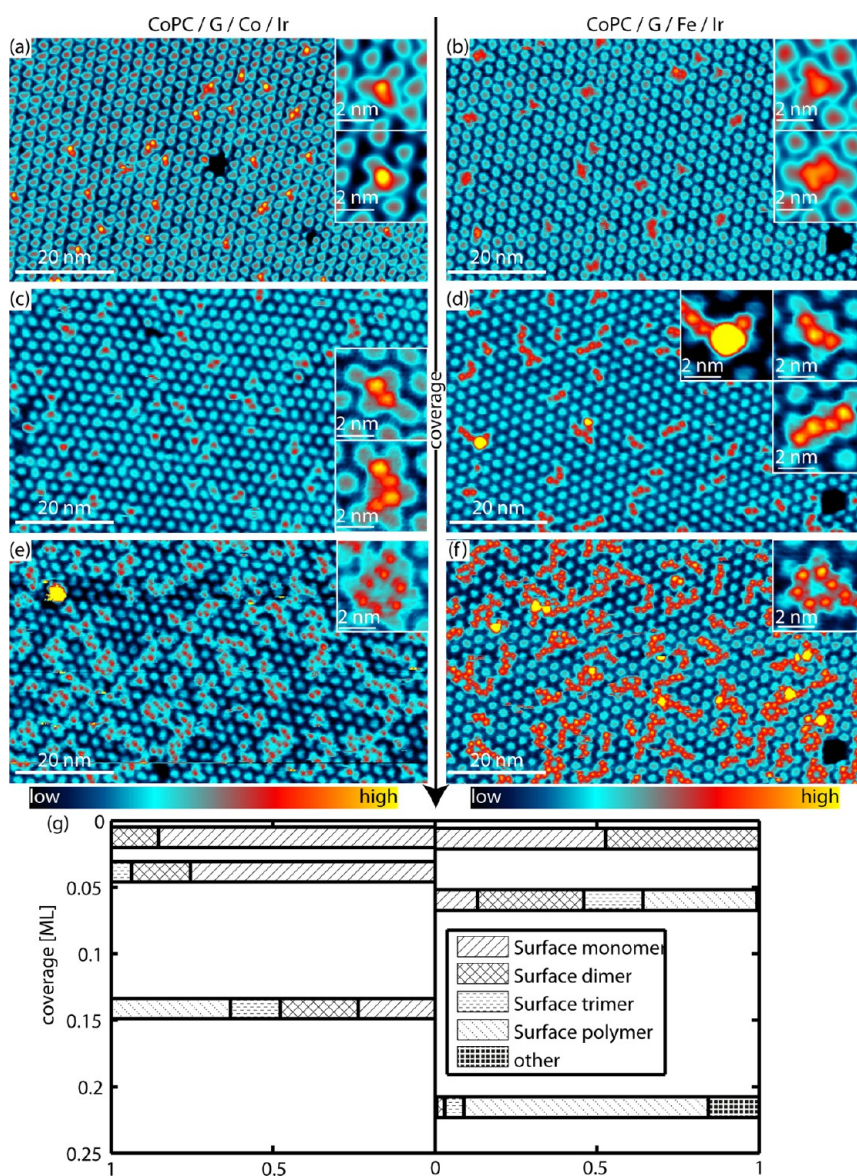 CoPC / G / Co / Ir
CoPC / G / Fe / Ir
(a)
2 nm
2 nm
20 nm
(b)
2 nm
2 nm
20 nm
(c)
2 nm
2 nm
20 nm
coverage
(d)
2 nm
2 nm
2 nm
20 nm
(e)
2 nm
20 nm
(f)
2 nm
20 nm
low
high
low
high
(g)
coverage [ML]
0
0.05
0.1
0.15
0.2
0.25
Surface monomer
Surface dimer
Surface trimer
Surface polymer
other
1
0.5
0
0.5
1